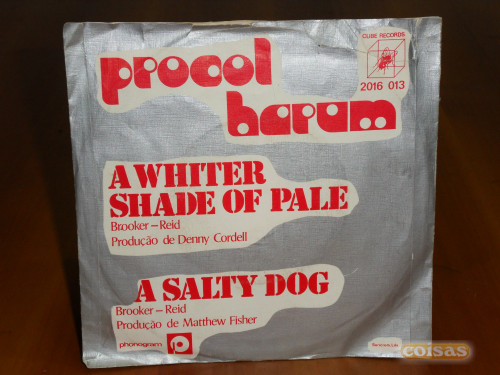 procol
harum
CUBE RECORDS
2016 013
A WHITER
SHADE OF PALE
Brooker – Reid
Produção de Denny Cordell
A SALTY DOG
Brooker – Reid
Produção de Matthew Fisher
phonogram
coisas